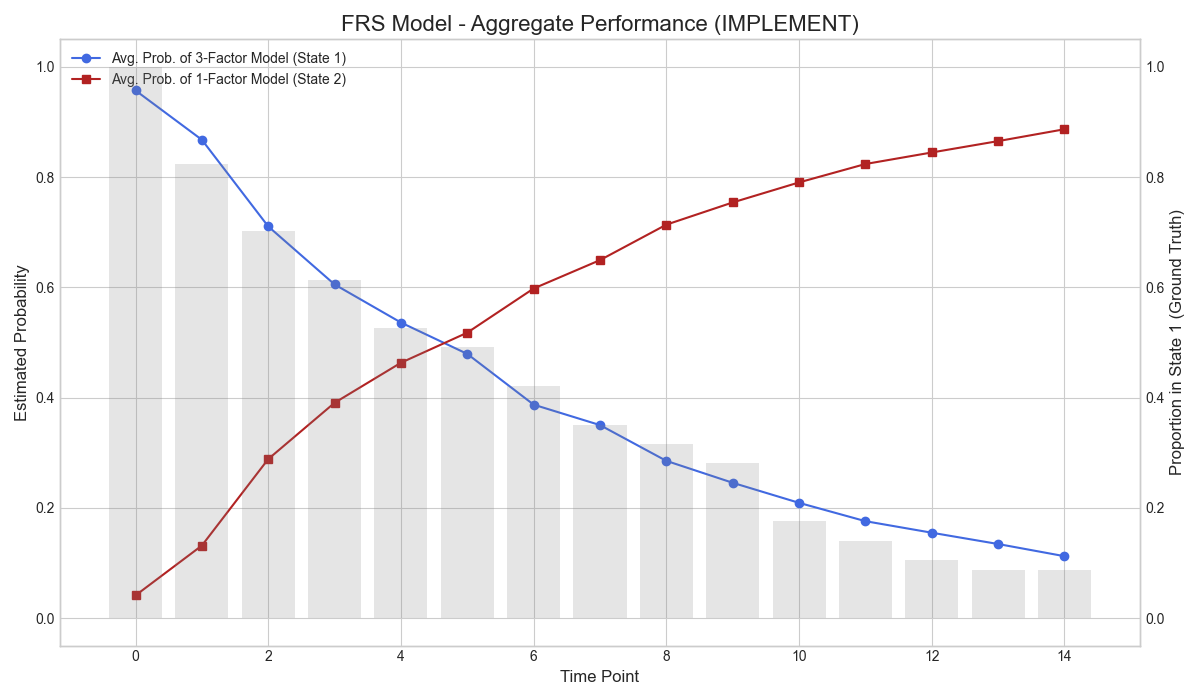 FRS Model - Aggregate Performance (IMPLEMENT)
Avg. Prob. of 3-Factor Model (State 1)
Avg. Prob. of 1-Factor Model (State 2)
Estimated Probability
1.0
0.8
0.6
0.4
0.2
0.0
1.0
0.8
0.6
0.4
0.2
0.0
Proportion in State 1 (Ground Truth)
0 2 4 6 8 10 12 14
Time Point